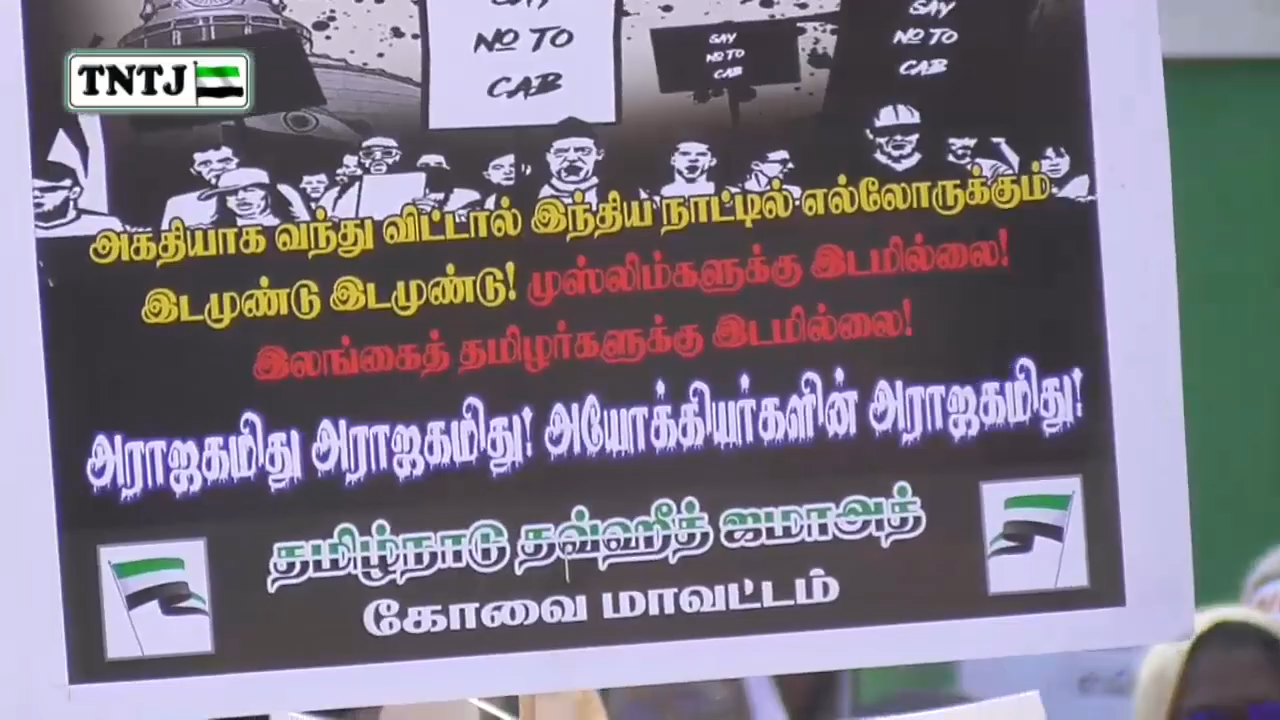 TNTJ
SAY
NO TO
CAB
SAY
NO TO
CAB
SAY
NO TO
CAB
அகதியாக வந்து விட்டால் இந்திய நாட்டில் எல்லோருக்கும்
இடமுண்டு இடமுண்டு! முஸ்லிம்களுக்கு இடமில்லை!
இலங்கைத் தமிழர்களுக்கு இடமில்லை!
அராஜகமிது அராஜகமிது! அயோக்கியர்களின் அராஜகமிது!
தமிழ்நாடு தவ்ஹீத் ஜமாஅத்
கோவை மாவட்டம்